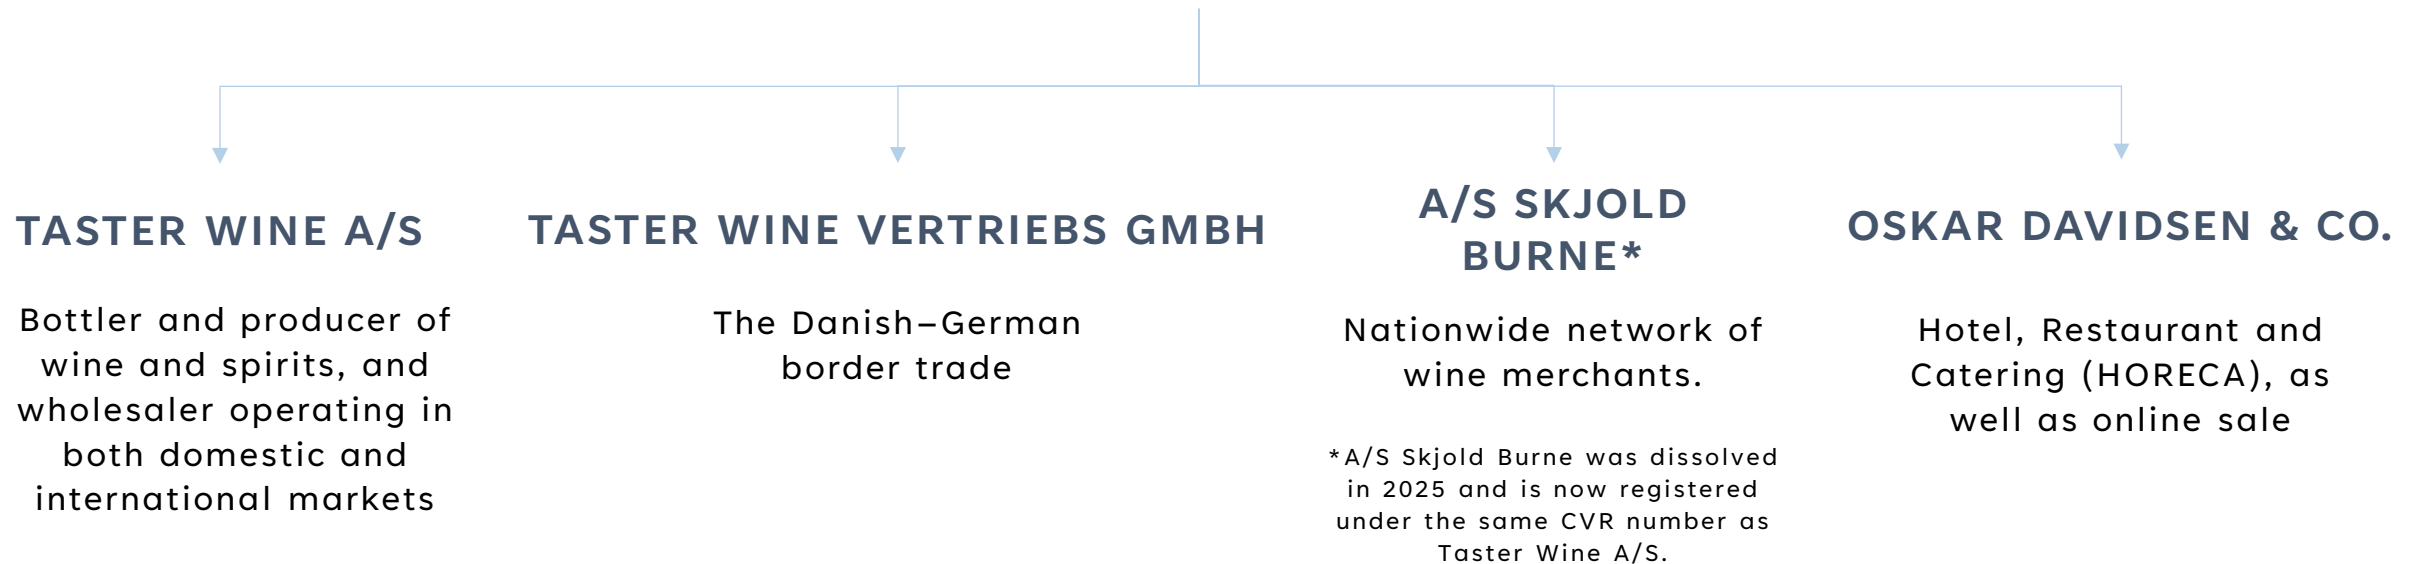 TASTER WINE A/S
Bottler and producer of
wine and spirits, and
wholesaler operating in
both domestic and
international markets
TASTER WINE VERTRIEBS GMBH
The Danish–German
border trade
A/S SKJOLD
BURNE*
Nationwide network of
wine merchants.
*A/S Skjold Burne was dissolved
in 2025 and is now registered
under the same CVR number as
Taster Wine A/S.
OSKAR DAVIDSEN & CO.
Hotel, Restaurant and
Catering (HORECA), as
well as online sale